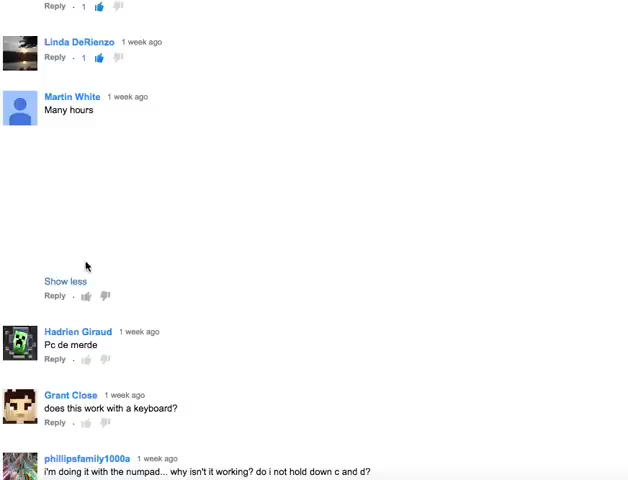 Reply · 1
Linda DeRienzo 1 week ago
Reply · 1
Martin White 1 week ago
Many hours
Show less
Reply ·
Hadrien Giraud 1 week ago
Pc de merde
Reply ·
Grant Close 1 week ago
does this work with a keyboard?
Reply ·
phillipsfamily1000a 1 week ago
i'm doing it with the numpad... why isn't it working? do i not hold down c and d?